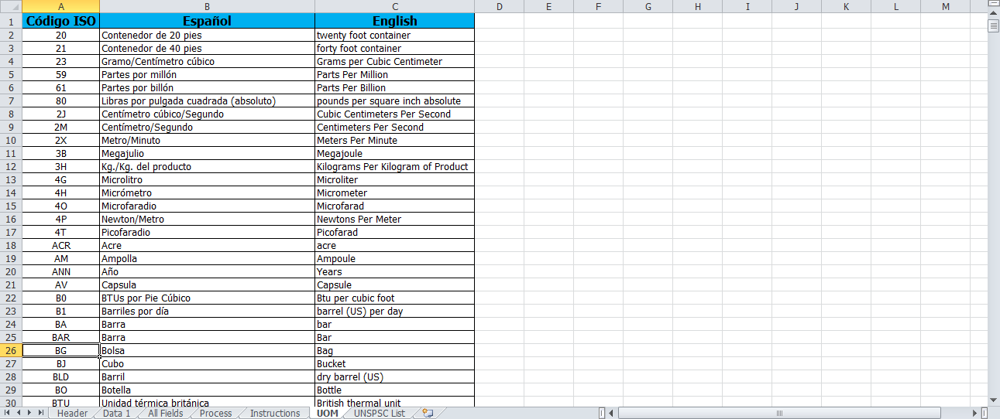 A B C D E F G H I J K L M
1 Código ISO Español English
2 20 Contenedor de 20 pies twenty foot container
3 21 Contenedor de 40 pies forty foot container
4 23 Gramo/Centímetro cúbico Grams per Cubic Centimeter
5 59 Partes por millón Parts Per Million
6 61 Partes por billón Parts Per Billion
7 80 Libras por pulgada cuadrada (absoluto) pounds per square inch absolute
8 2J Centímetro cúbico/Segundo Cubic Centimeters Per Second
9 2M Centímetro/Segundo Centimeters Per Second
10 2X Metro/Minuto Meters Per Minute
11 3B Megajulio Megajoule
12 3H Kg./Kg. del producto Kilograms Per Kilogram of Product
13 4G Microlitro Microliter
14 4H Micrómetro Micrometer
15 4O Microfaradio Microfarad
16 4P Newton/Metro Newtons Per Meter
17 4T Picofaradio Picofarad
18 ACR Acre acre
19 AM Ampolla Ampoule
20 ANN Año Years
21 AV Capsula Capsule
22 B0 BTUs por Pie Cúbico Btu per cubic foot
23 B1 Barriles por día barrel (US) per day
24 BA Barra bar
25 BAR Barra Bar
26 BG Bolsa Bag
27 BJ Cubo Bucket
28 BLD Barril dry barrel (US)
29 BO Botella Bottle
30 BTU Unidad térmica británica British thermal unit
Header Data 1 All Fields Process Instructions UOM UNSPSC List